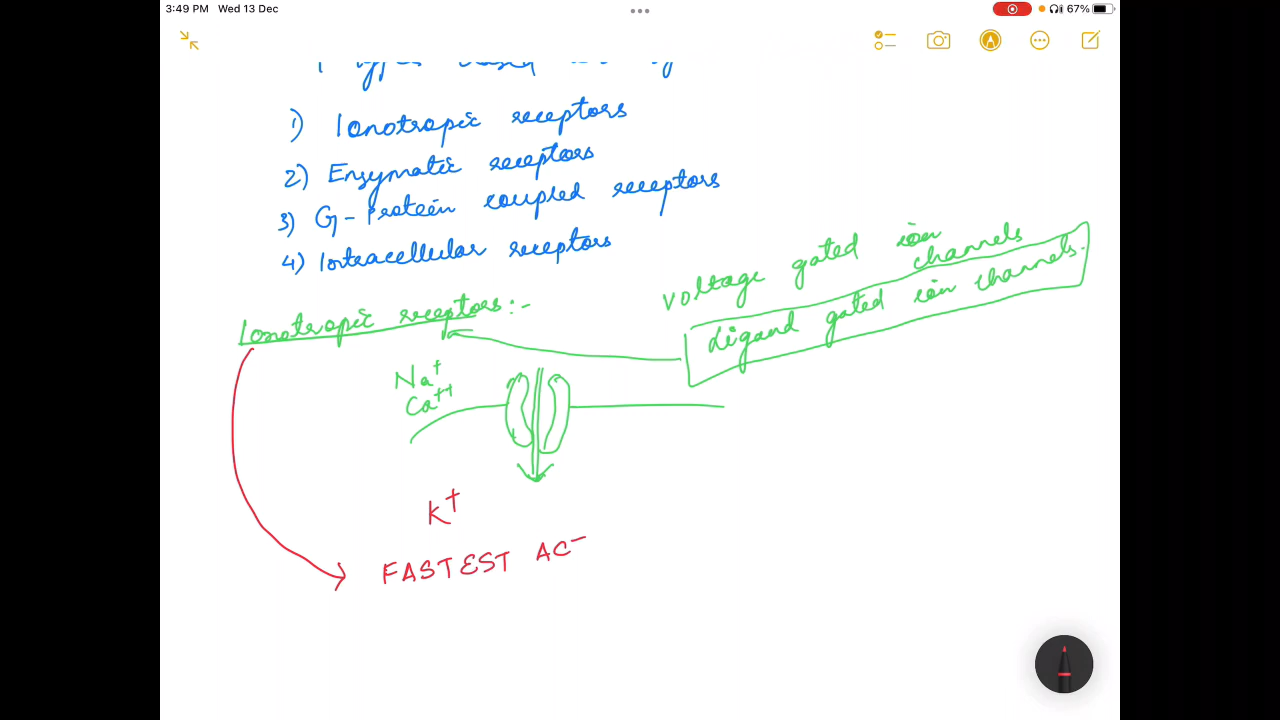 3:49 PM Wed 13 Dec
67%
1) Ionotropic receptors
2) Enzymatic receptors
3) G-Protein coupled receptors
4) Intracellular receptors
voltage gated ion channels
Ligand gated ion channels.
Ionotropic receptors:-
Na+
Ca++
K+
FASTEST AC